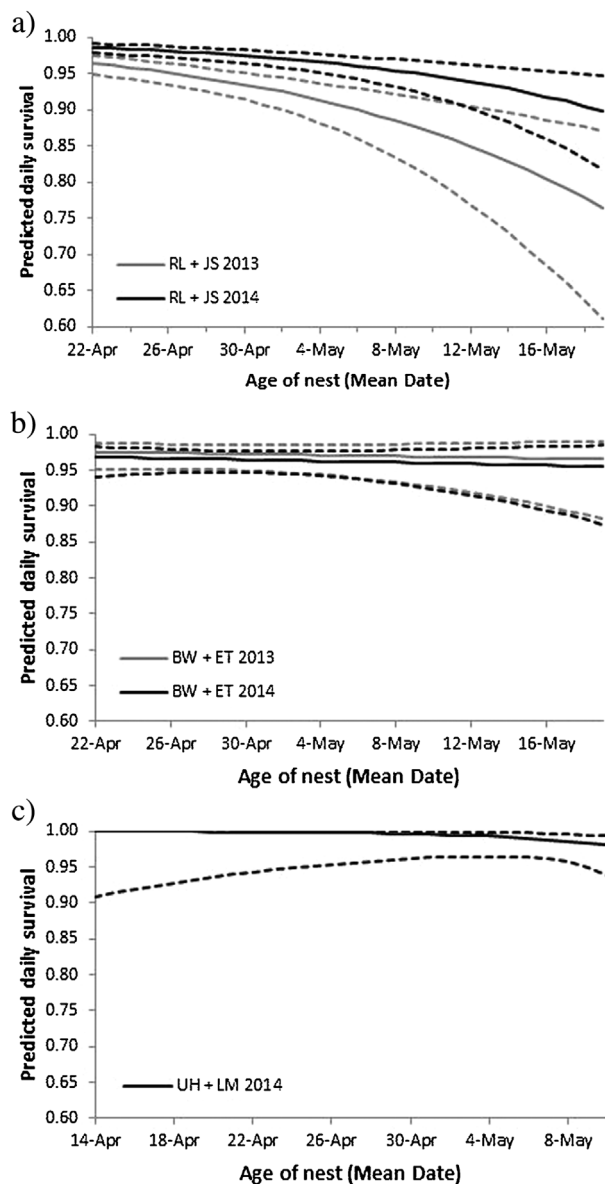 a)
1.00
0.95
0.90
0.85
0.80
0.75
0.70
0.65
0.60
Predicted daily survival
RL + JS 2013
RL + JS 2014
22-Apr 26-Apr 30-Apr 4-May 8-May 12-May 16-May
Age of nest (Mean Date)
b)
1.00
0.95
0.90
0.85
0.80
0.75
0.70
0.65
0.60
Predicted daily survival
BW + ET 2013
BW + ET 2014
22-Apr 26-Apr 30-Apr 4-May 8-May 12-May 16-May
Age of nest (Mean Date)
c)
1.00
0.95
0.90
0.85
0.80
0.75
0.70
0.65
0.60
Predicted daily survival
UH + LM 2014
14-Apr 18-Apr 22-Apr 26-Apr 30-Apr 4-May 8-May
Age of nest (Mean Date)